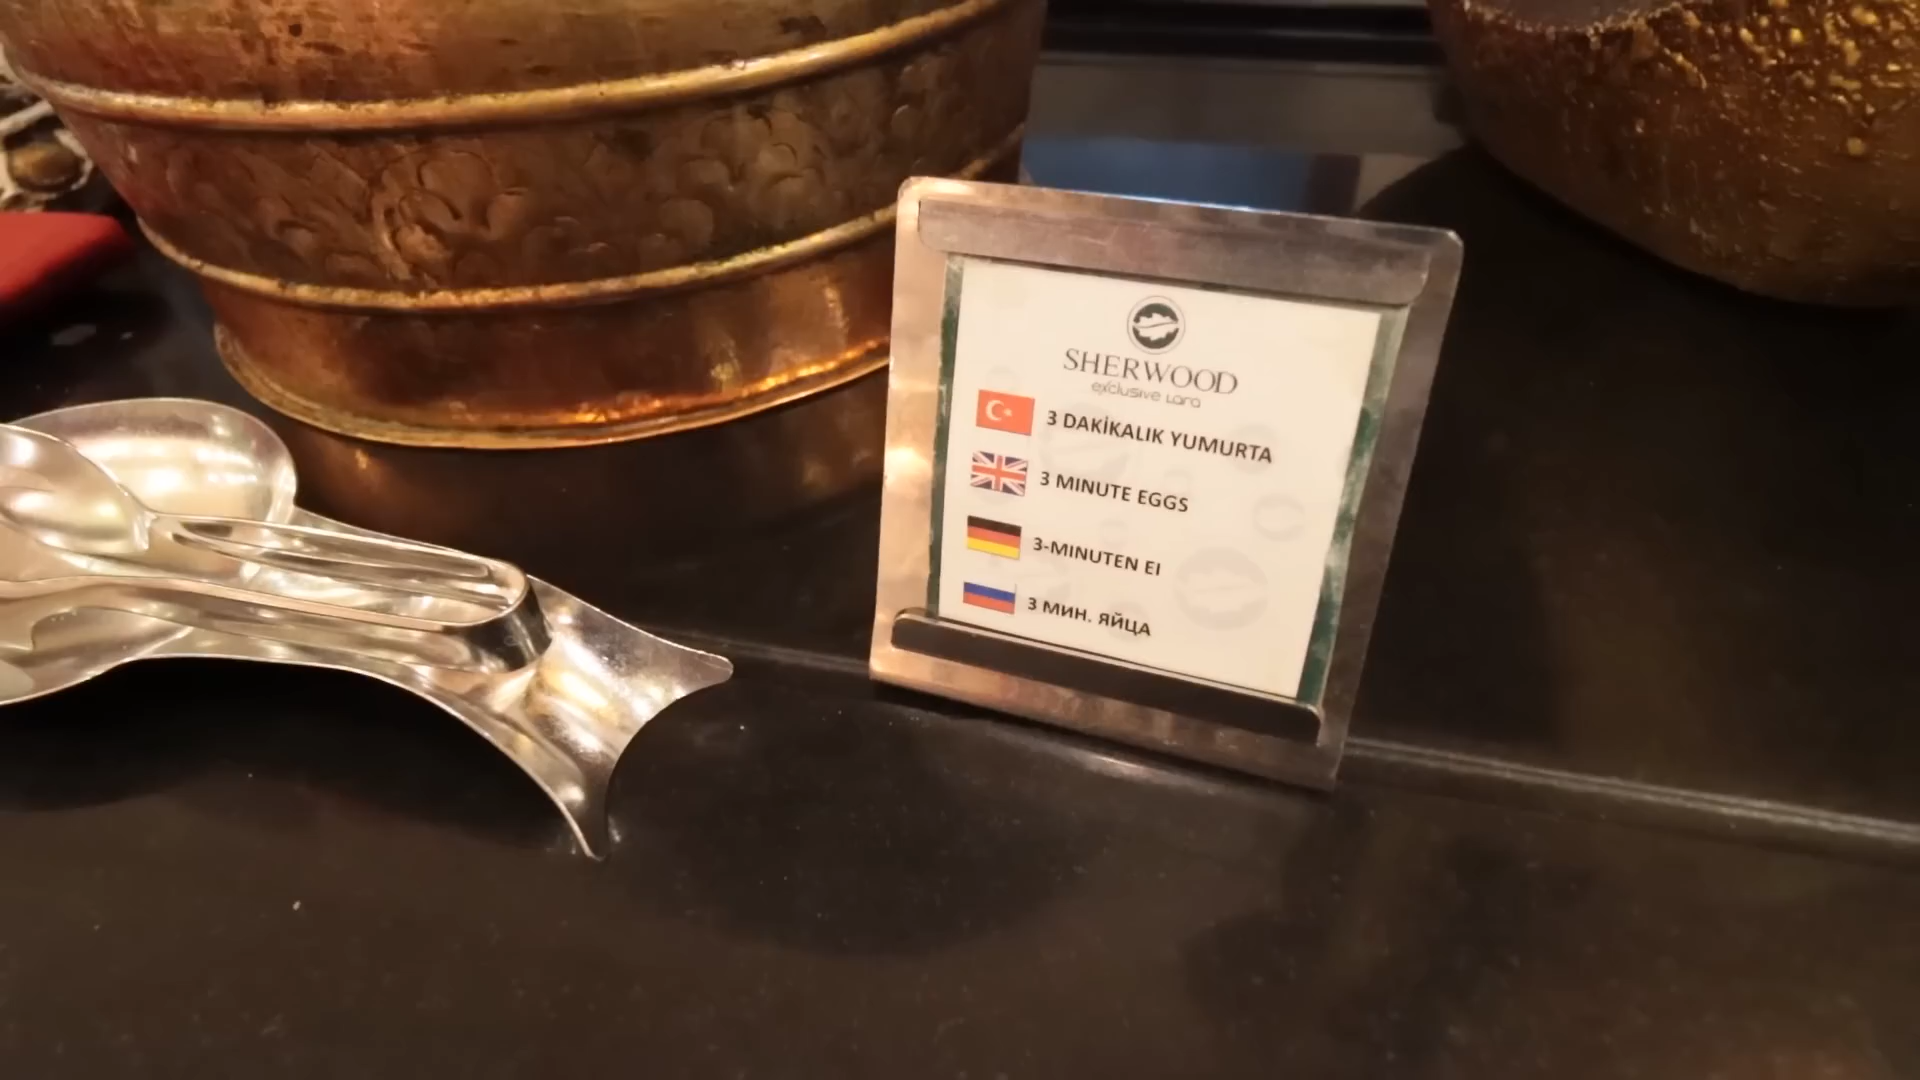 SHERWOOD
exclusive Lara
3 DAKİKALIK YUMURTA
3 MINUTE EGGS
3-MINUTEN EI
3 МИН. ЯЙЦА